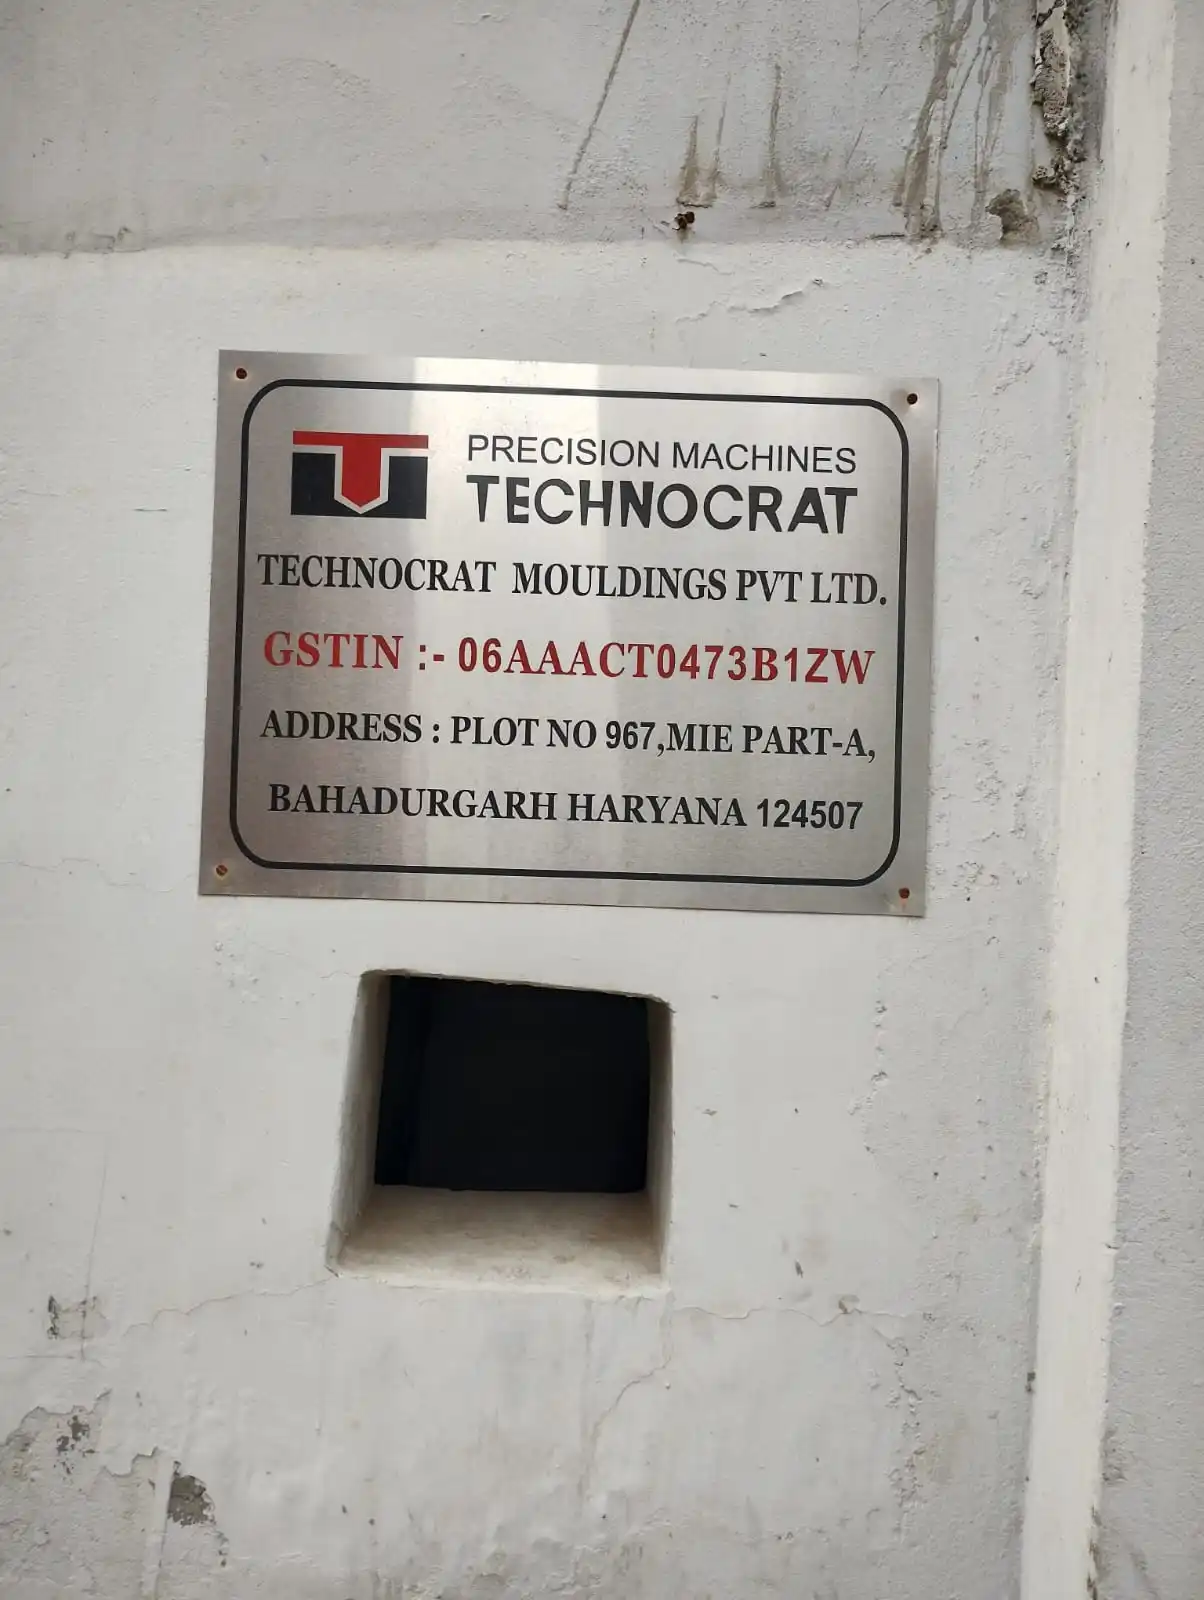 PRECISION MACHINES
TECHNOCRAT
TECHNOCRAT MOULDINGS PVT LTD.
GSTIN :- 06AAACT0473B1ZW
ADDRESS : PLOT NO 967,MIE PART-A,
BAHADURGARH HARYANA 124507